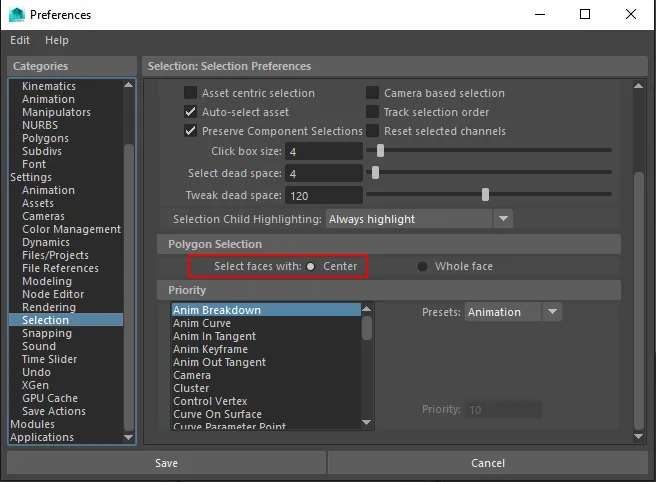 Preferences
Edit Help
Categories
Kinematics
Animation
Manipulators
NURBS
Polygons
Subdivs
Font
Settings
Animation
Assets
Cameras
Color Management
Dynamics
Files/Projects
File References
Modeling
Node Editor
Rendering
Selection
Snapping
Sound
Time Slider
Undo
XGen
GPU Cache
Save Actions
Modules
Applications
Selection: Selection Preferences
Asset centric selection Camera based selection
Auto-select asset Track selection order
Preserve Component Selections Reset selected channels
Click box size: 4
Select dead space: 4
Tweak dead space: 120
Selection Child Highlighting: Always highlight
Polygon Selection
Select faces with: Center Whole face
Priority
Anim Breakdown
Anim Curve
Anim In Tangent
Anim Keyframe
Anim Out Tangent
Camera
Cluster
Control Vertex
Curve On Surface
Curve Parameter Point
Presets: Animation
Priority: 10
Save Cancel